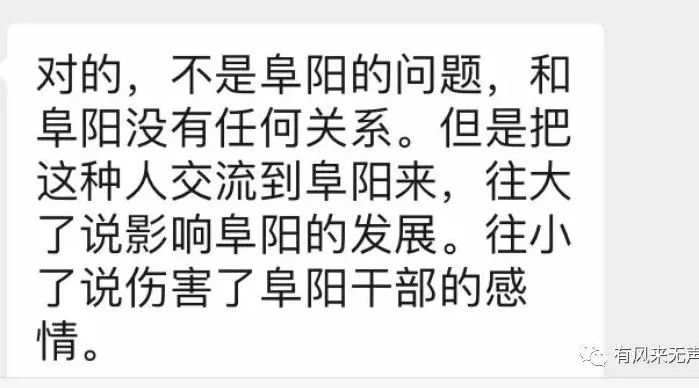 对的，不是阜阳的问题，和
阜阳没有任何关系。但是把
这种人交流到阜阳来，往大
了说影响阜阳的发展。往小
了说伤害了阜阳干部的感
情。
有风来无声